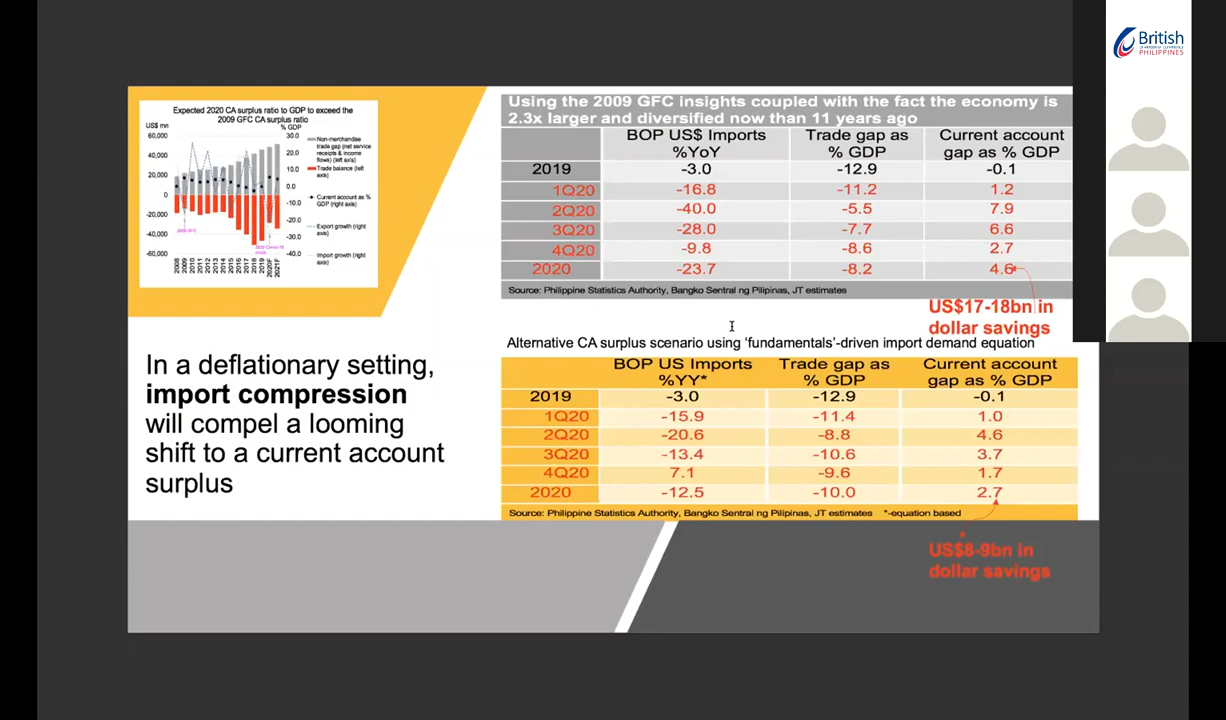 British
PHILIPPINES
Expected 2020 CA surplus ratio to GDP to exceed the
2009 GFC CA surplus ratio
US$ mn
% GDP
60,000
40,000
20,000
0
-20,000
-40,000
-60,000
30.0
20.0
10.0
0.0
-10.0
-20.0
-30.0
-40.0
Non-merchandise
trade gap (net service
receipts & income
flows) (left axis)
Trade balance (left
axis)
Current account as %
GDP (right axis)
Export growth (right
axis)
Import growth (right
axis)
2008
2009
2010
2011
2012
2013
2014
2015
2016
2017
2018
2019
2020F
2021F
In a deflationary setting,
import compression
will compel a looming
shift to a current account
surplus
Using the 2009 GFC insights coupled with the fact the economy is
2.3x larger and diversified now than 11 years ago
BOP US$ Imports %YoY Trade gap as % GDP Current account gap as % GDP
2019 -3.0 -12.9 -0.1
1Q20 -16.8 -11.2 1.2
2Q20 -40.0 -5.5 7.9
3Q20 -28.0 -7.7 6.6
4Q20 -9.8 -8.6 2.7
2020 -23.7 -8.2 4.6
Source: Philippine Statistics Authority, Bangko Sentral ng Pilipinas, JT estimates
US$17-18bn in
dollar savings
Alternative CA surplus scenario using ‘fundamentals’-driven import demand equation
BOP US Imports %YY* Trade gap as % GDP Current account gap as % GDP
2019 -3.0 -12.9 -0.1
1Q20 -15.9 -11.4 1.0
2Q20 -20.6 -8.8 4.6
3Q20 -13.4 -10.6 3.7
4Q20 7.1 -9.6 1.7
2020 -12.5 -10.0 2.7
Source: Philippine Statistics Authority, Bangko Sentral ng Pilipinas, JT estimates *-equation based
US$8-9bn in
dollar savings